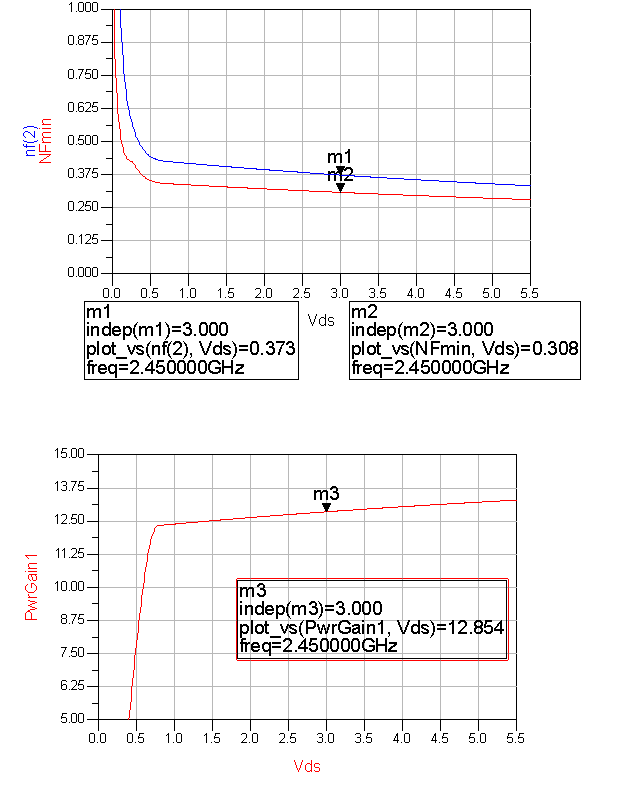 1.000
0.875
0.750
0.625
0.500
0.375
0.250
0.125
0.000
nf(2)
NFmin
m1
m2
0.0 0.5 1.0 1.5 2.0 2.5 3.0 3.5 4.0 4.5 5.0 5.5
Vds
m1
indep(m1)=3.000
plot_vs(nf(2), Vds)=0.373
freq=2.450000GHz
m2
indep(m2)=3.000
plot_vs(NFmin, Vds)=0.308
freq=2.450000GHz
15.00
13.75
12.50
11.25
10.00
8.75
7.50
6.25
5.00
PwrGain1
m3
m3
indep(m3)=3.000
plot_vs(PwrGain1, Vds)=12.854
freq=2.450000GHz
0.0 0.5 1.0 1.5 2.0 2.5 3.0 3.5 4.0 4.5 5.0 5.5
Vds